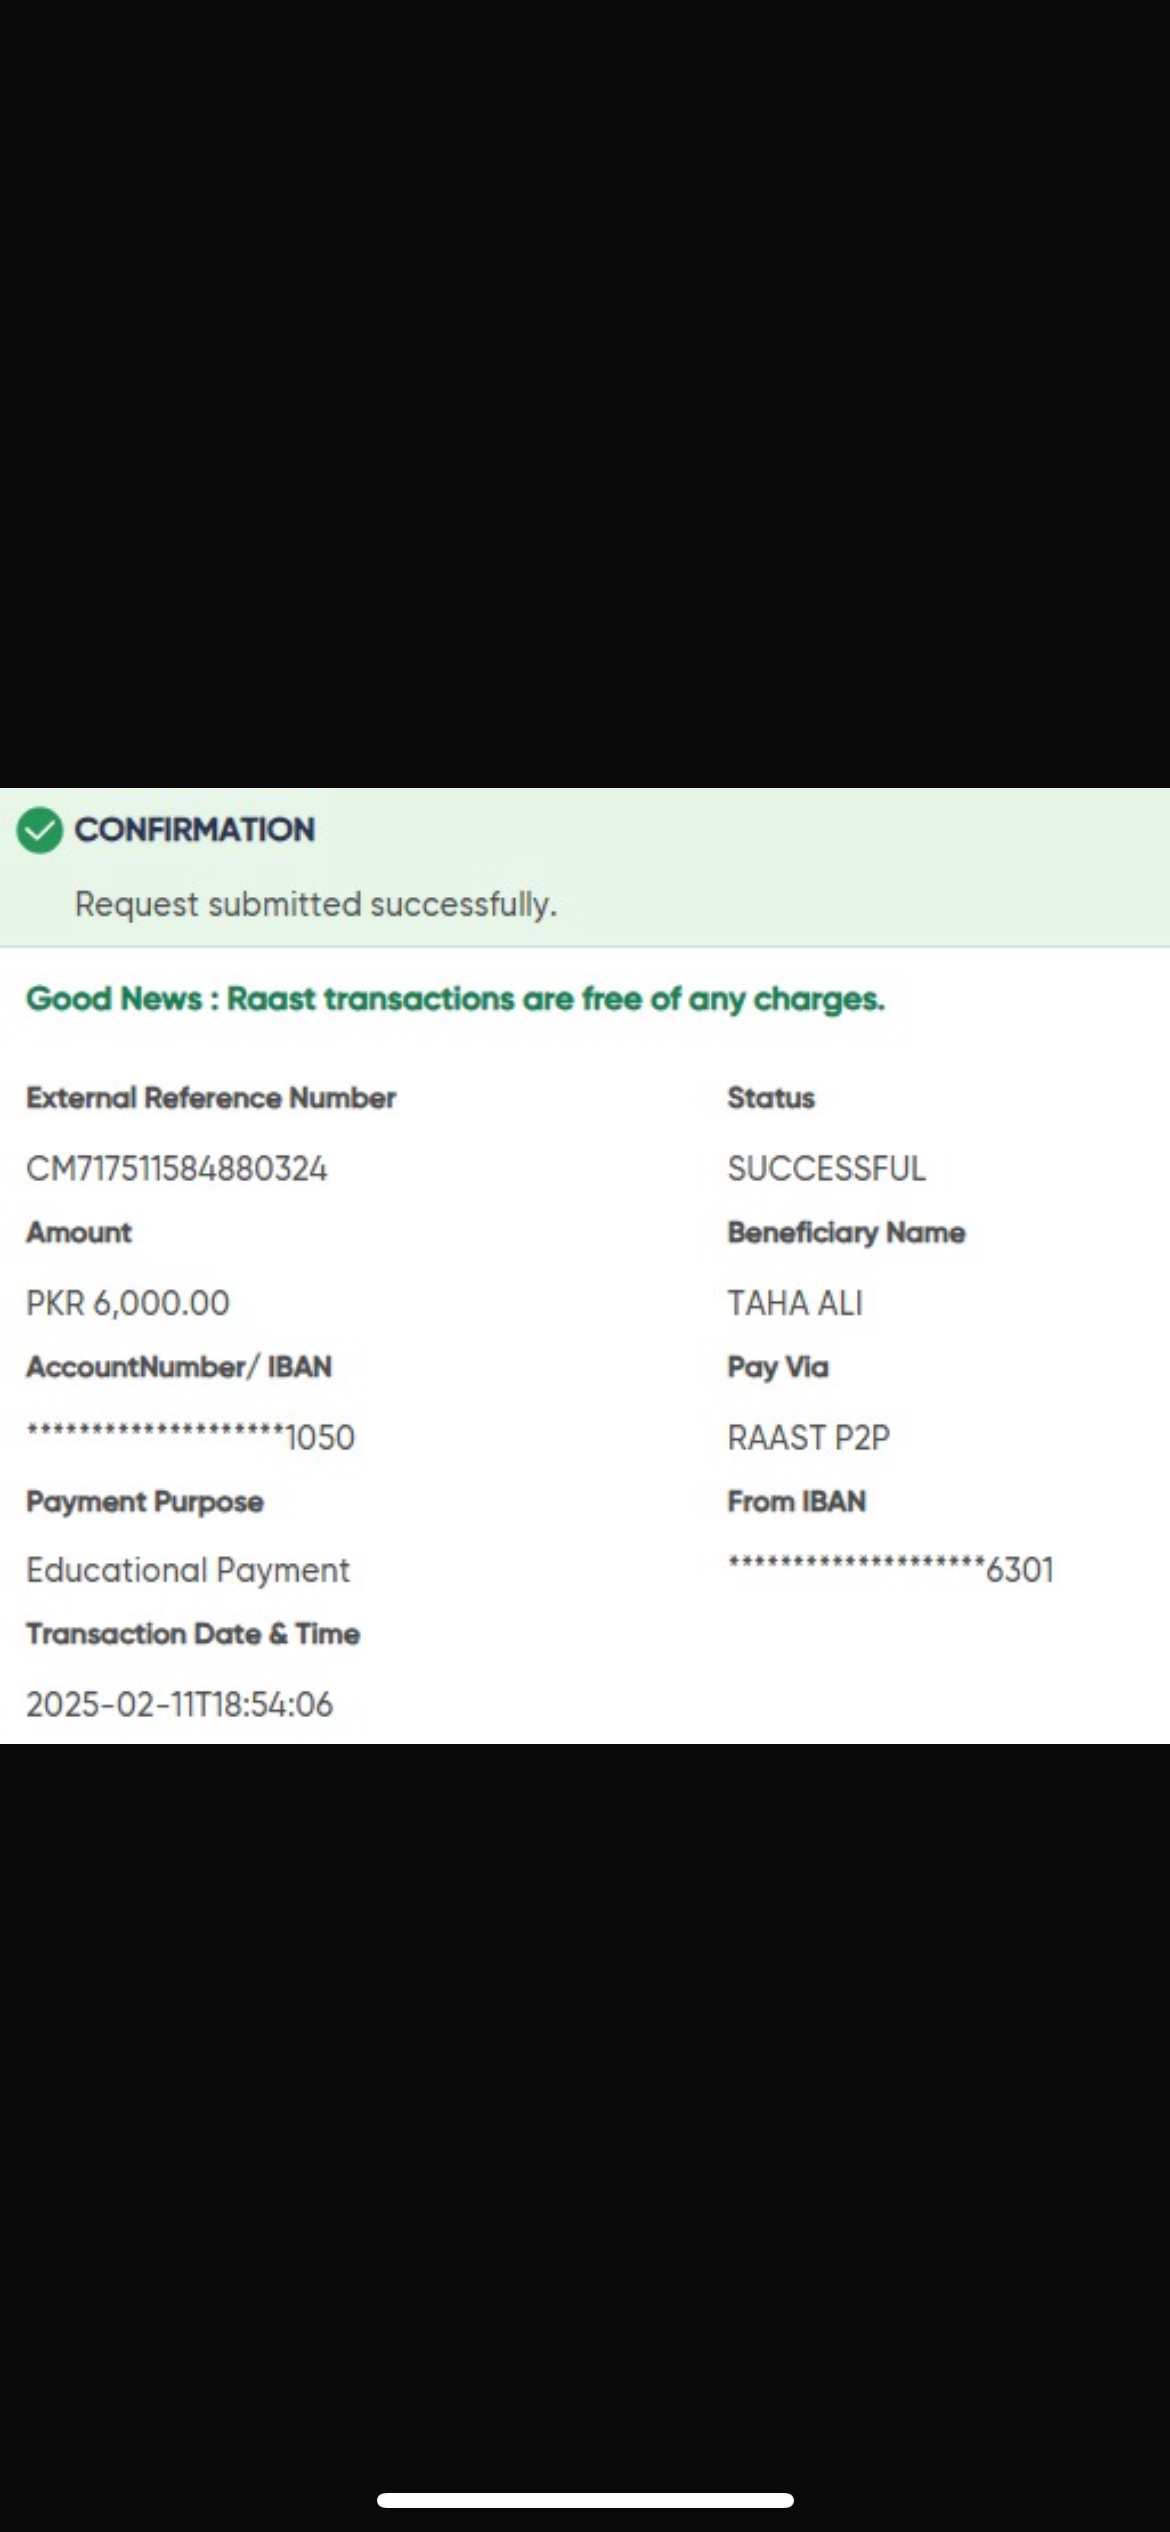 CONFIRMATION
Request submitted successfully.
Good News : Raast transactions are free of any charges.
External Reference Number
Status
CM717511584880324
SUCCESSFUL
Amount
Beneficiary Name
PKR 6,000.00
TAHA ALI
AccountNumber/ IBAN
Pay Via
********************1050
RAAST P2P
Payment Purpose
From IBAN
Educational Payment
********************6301
Transaction Date & Time
2025-02-11T18:54:06